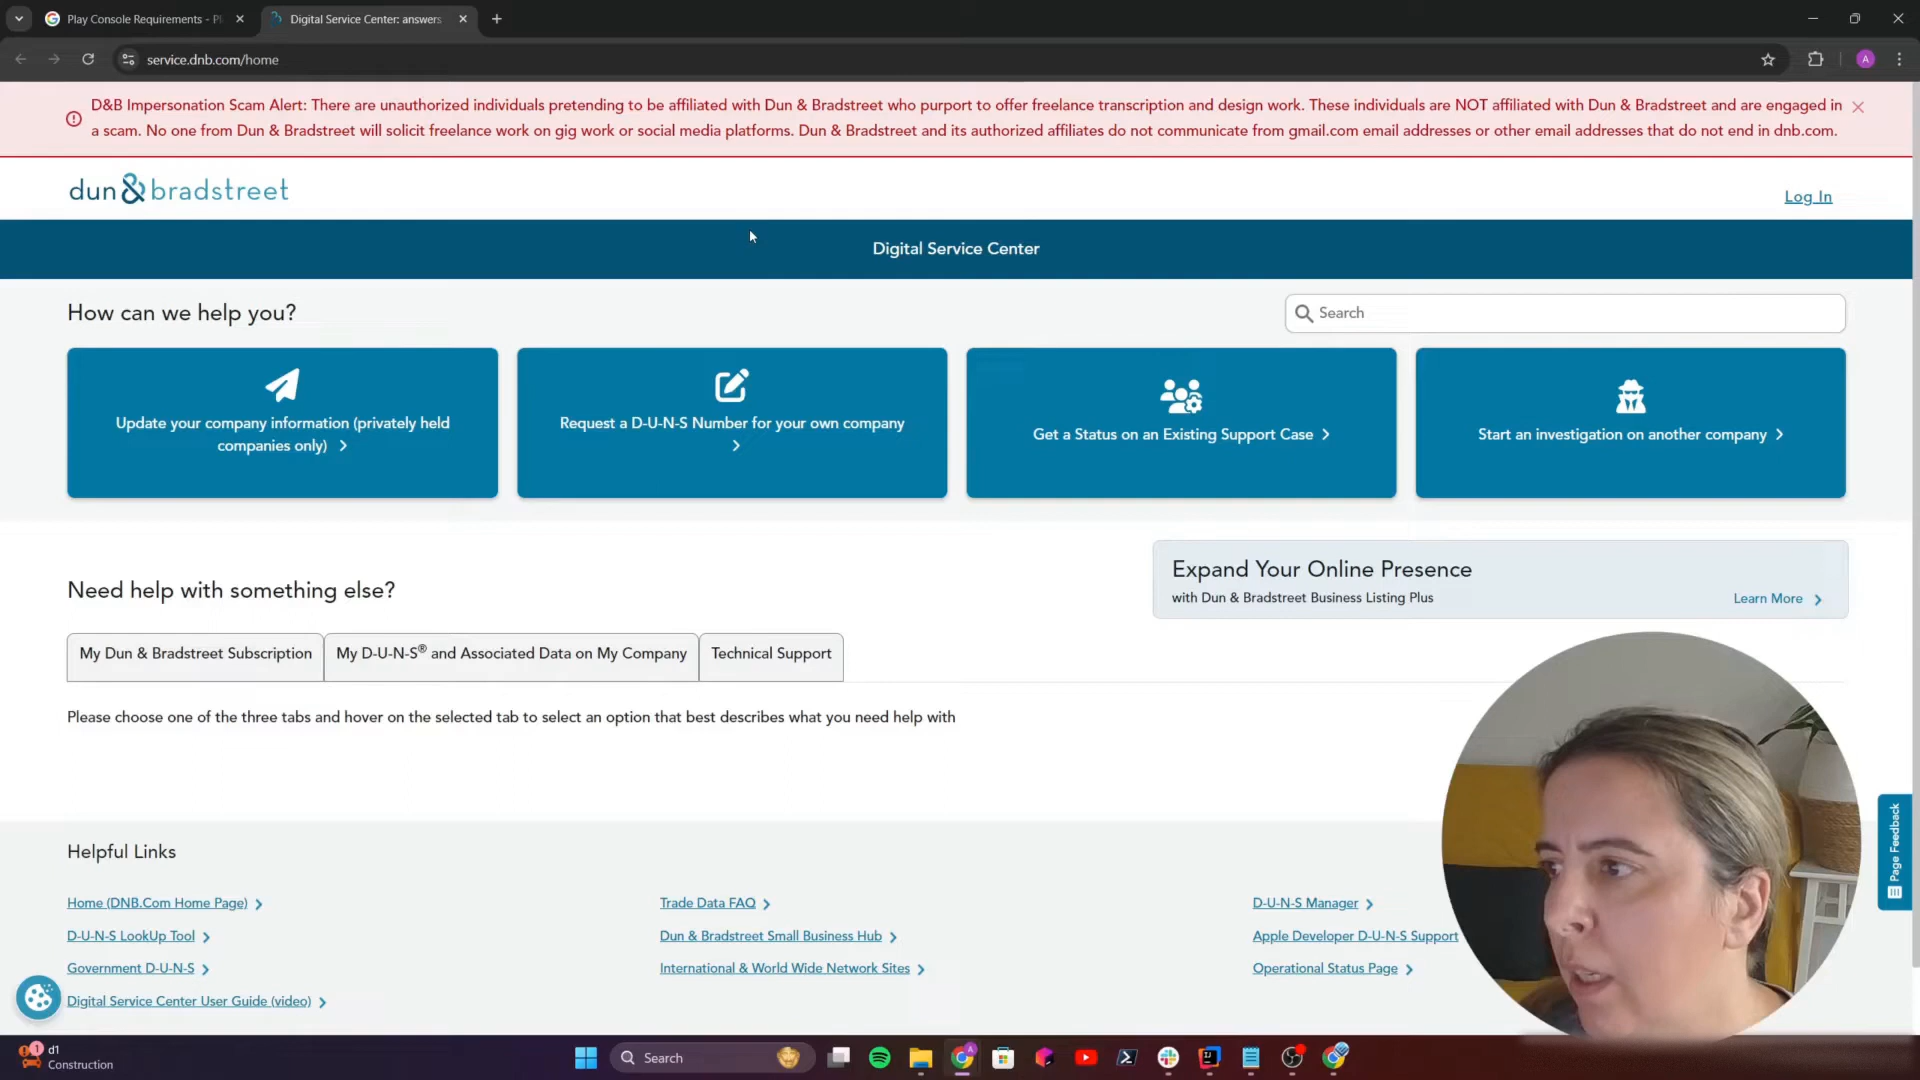 Play Console Requirements - Pl
Digital Service Center: answers
service.dnb.com/home
A
D&B Impersonation Scam Alert: There are unauthorized individuals pretending to be affiliated with Dun & Bradstreet who purport to offer freelance transcription and design work. These individuals are NOT affiliated with Dun & Bradstreet and are engaged in
a scam. No one from Dun & Bradstreet will solicit freelance work on gig work or social media platforms. Dun & Bradstreet and its authorized affiliates do not communicate from gmail.com email addresses or other email addresses that do not end in dnb.com.
dun & bradstreet
Log In
Digital Service Center
How can we help you?
Search
Update your company information (privately held
companies only)
Request a D-U-N-S Number for your own company
Get a Status on an Existing Support Case
Start an investigation on another company
Expand Your Online Presence
with Dun & Bradstreet Business Listing Plus
Learn More
Need help with something else?
My Dun & Bradstreet Subscription
My D-U-N-S® and Associated Data on My Company
Technical Support
Please choose one of the three tabs and hover on the selected tab to select an option that best describes what you need help with
Page Feedback
Helpful Links
Home (DNB.Com Home Page)
Trade Data FAQ
D-U-N-S Manager
D-U-N-S LookUp Tool
Dun & Bradstreet Small Business Hub
Apple Developer D-U-N-S Support
Government D-U-N-S
International & World Wide Network Sites
Operational Status Page
Digital Service Center User Guide (video)
1
d1
Construction
Search